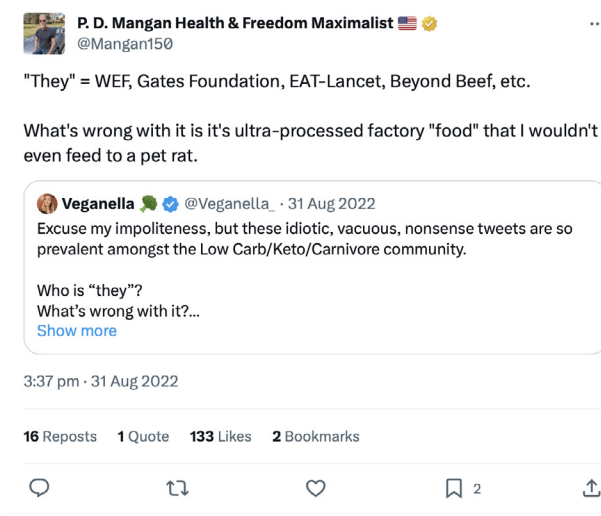 P. D. Mangan Health & Freedom Maximalist 🇺🇸
@Mangan150
"They" = WEF, Gates Foundation, EAT-Lancet, Beyond Beef, etc.
What's wrong with it is it's ultra-processed factory "food" that I wouldn't
even feed to a pet rat.
Veganella 🥦 @Veganella_ · 31 Aug 2022
Excuse my impoliteness, but these idiotic, vacuous, nonsense tweets are so
prevalent amongst the Low Carb/Keto/Carnivore community.
Who is “they”?
What’s wrong with it?...
Show more
3:37 pm · 31 Aug 2022
16 Reposts 1 Quote 133 Likes 2 Bookmarks
2